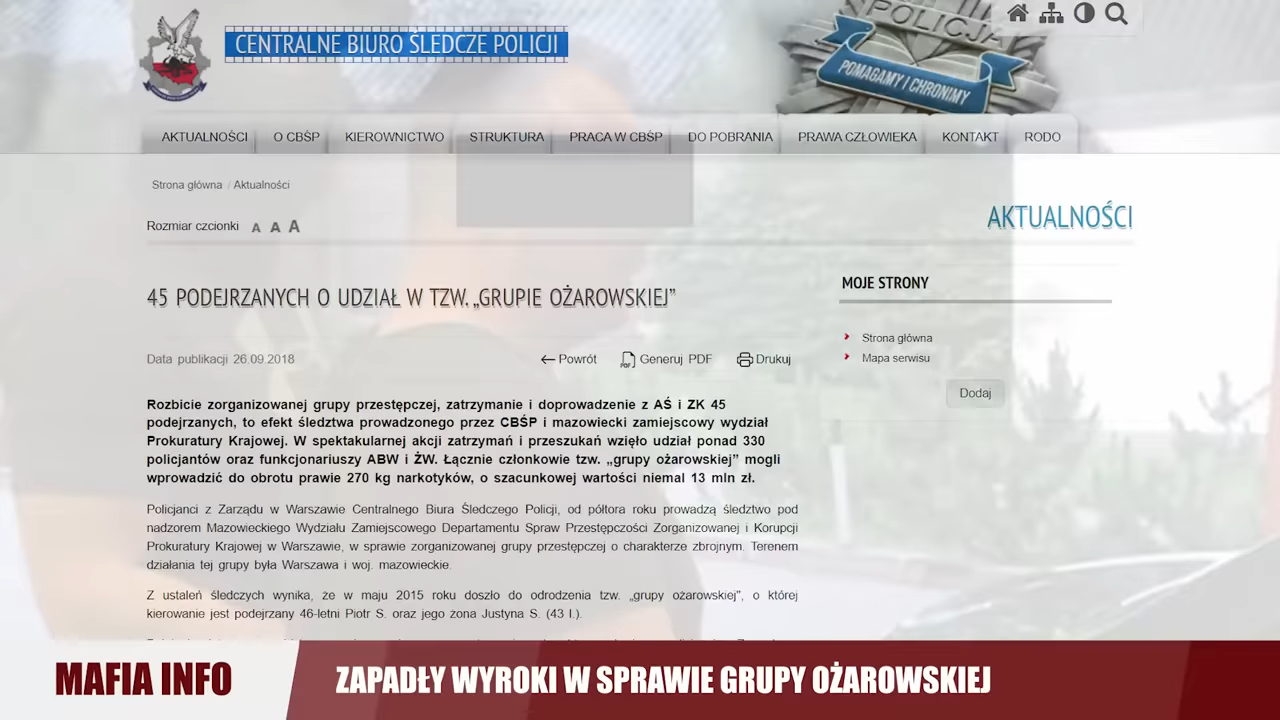 CENTRALNE BIURO ŚLEDCZE POLICJI
POLICJA
POMAGAMY I CHRONIMY
AKTUALNOŚCI O CBŚP KIEROWNICTWO STRUKTURA PRACA W CBŚP DO POBRANIA PRAWA CZŁOWIEKA KONTAKT RODO
Strona główna / Aktualności
Rozmiar czcionki A A A
AKTUALNOŚCI
45 PODEJRZANYCH O UDZIAŁ W TZW. „GRUPIE OŻAROWSKIEJ”
MOJE STRONY
Strona główna
Mapa serwisu
Dodaj
Data publikacji 26.09.2018 Powrót Generuj PDF Drukuj
Rozbicie zorganizowanej grupy przestępczej, zatrzymanie i doprowadzenie z AŚ i ZK 45
podejrzanych, to efekt śledztwa prowadzonego przez CBŚP i mazowiecki zamiejscowy wydział
Prokuratury Krajowej. W spektakularnej akcji zatrzymań i przeszukań wzięło udział ponad 330
policjantów oraz funkcjonariuszy ABW i ŻW. Łącznie członkowie tzw. „grupy ożarowskiej” mogli
wprowadzić do obrotu prawie 270 kg narkotyków, o szacunkowej wartości niemal 13 mln zł.
Policjanci z Zarządu w Warszawie Centralnego Biura Śledczego Policji, od półtora roku prowadzą śledztwo pod
nadzorem Mazowieckiego Wydziału Zamiejscowego Departamentu Spraw Przestępczości Zorganizowanej i Korupcji
Prokuratury Krajowej w Warszawie, w sprawie zorganizowanej grupy przestępczej o charakterze zbrojnym. Terenem
działania tej grupy była Warszawa i woj. mazowieckie.
Z ustaleń śledczych wynika, że w maju 2015 roku doszło do odrodzenia tzw. „grupy ożarowskiej”, o której
kierowanie jest podejrzany 46-letni Piotr S. oraz jego żona Justyna S. (43 l.).
MAFIA INFO
ZAPADŁY WYROKI W SPRAWIE GRUPY OŻAROWSKIEJ